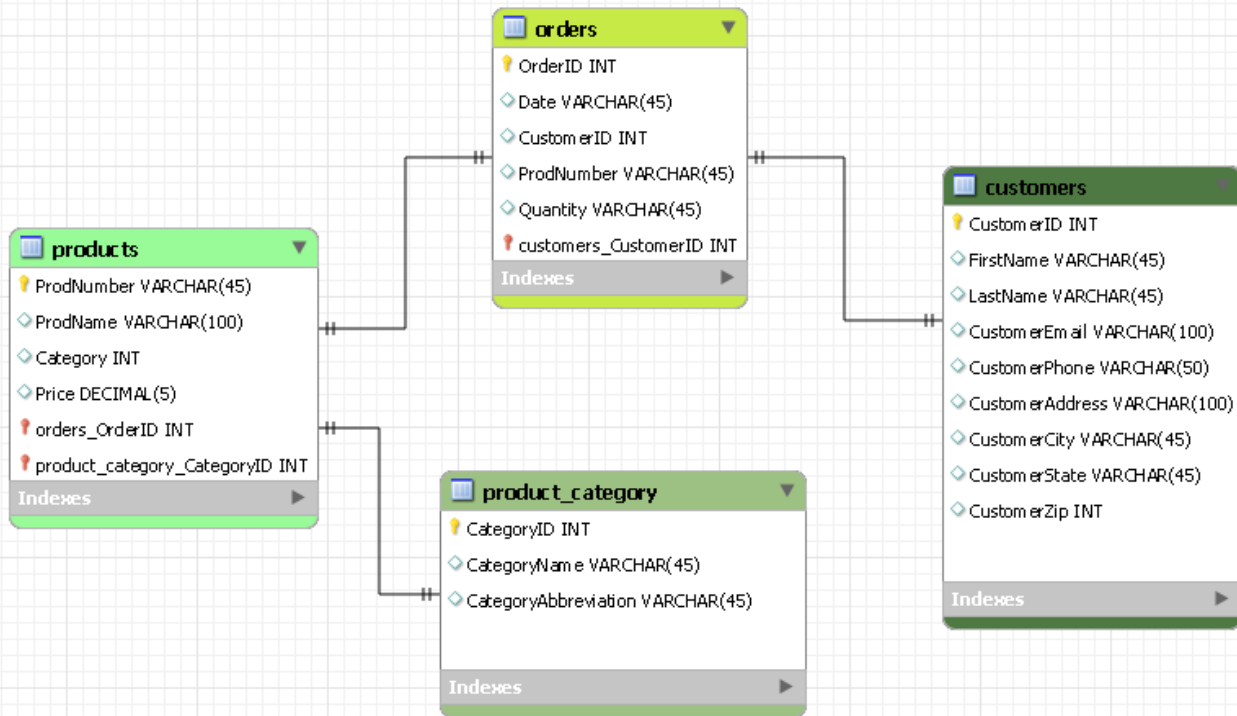 orders
OrderID INT
Date VARCHAR(45)
CustomerID INT
ProdNumber VARCHAR(45)
Quantity VARCHAR(45)
customers_CustomerID INT
Indexes
products
ProdNumber VARCHAR(45)
ProdName VARCHAR(100)
Category INT
Price DECIMAL(5)
orders_OrderID INT
product_category_CategoryID INT
Indexes
product_category
CategoryID INT
CategoryName VARCHAR(45)
CategoryAbbreviation VARCHAR(45)
Indexes
customers
CustomerID INT
FirstName VARCHAR(45)
LastName VARCHAR(45)
CustomerEmail VARCHAR(100)
CustomerPhone VARCHAR(50)
CustomerAddress VARCHAR(100)
CustomerCity VARCHAR(45)
CustomerState VARCHAR(45)
CustomerZip INT
Indexes